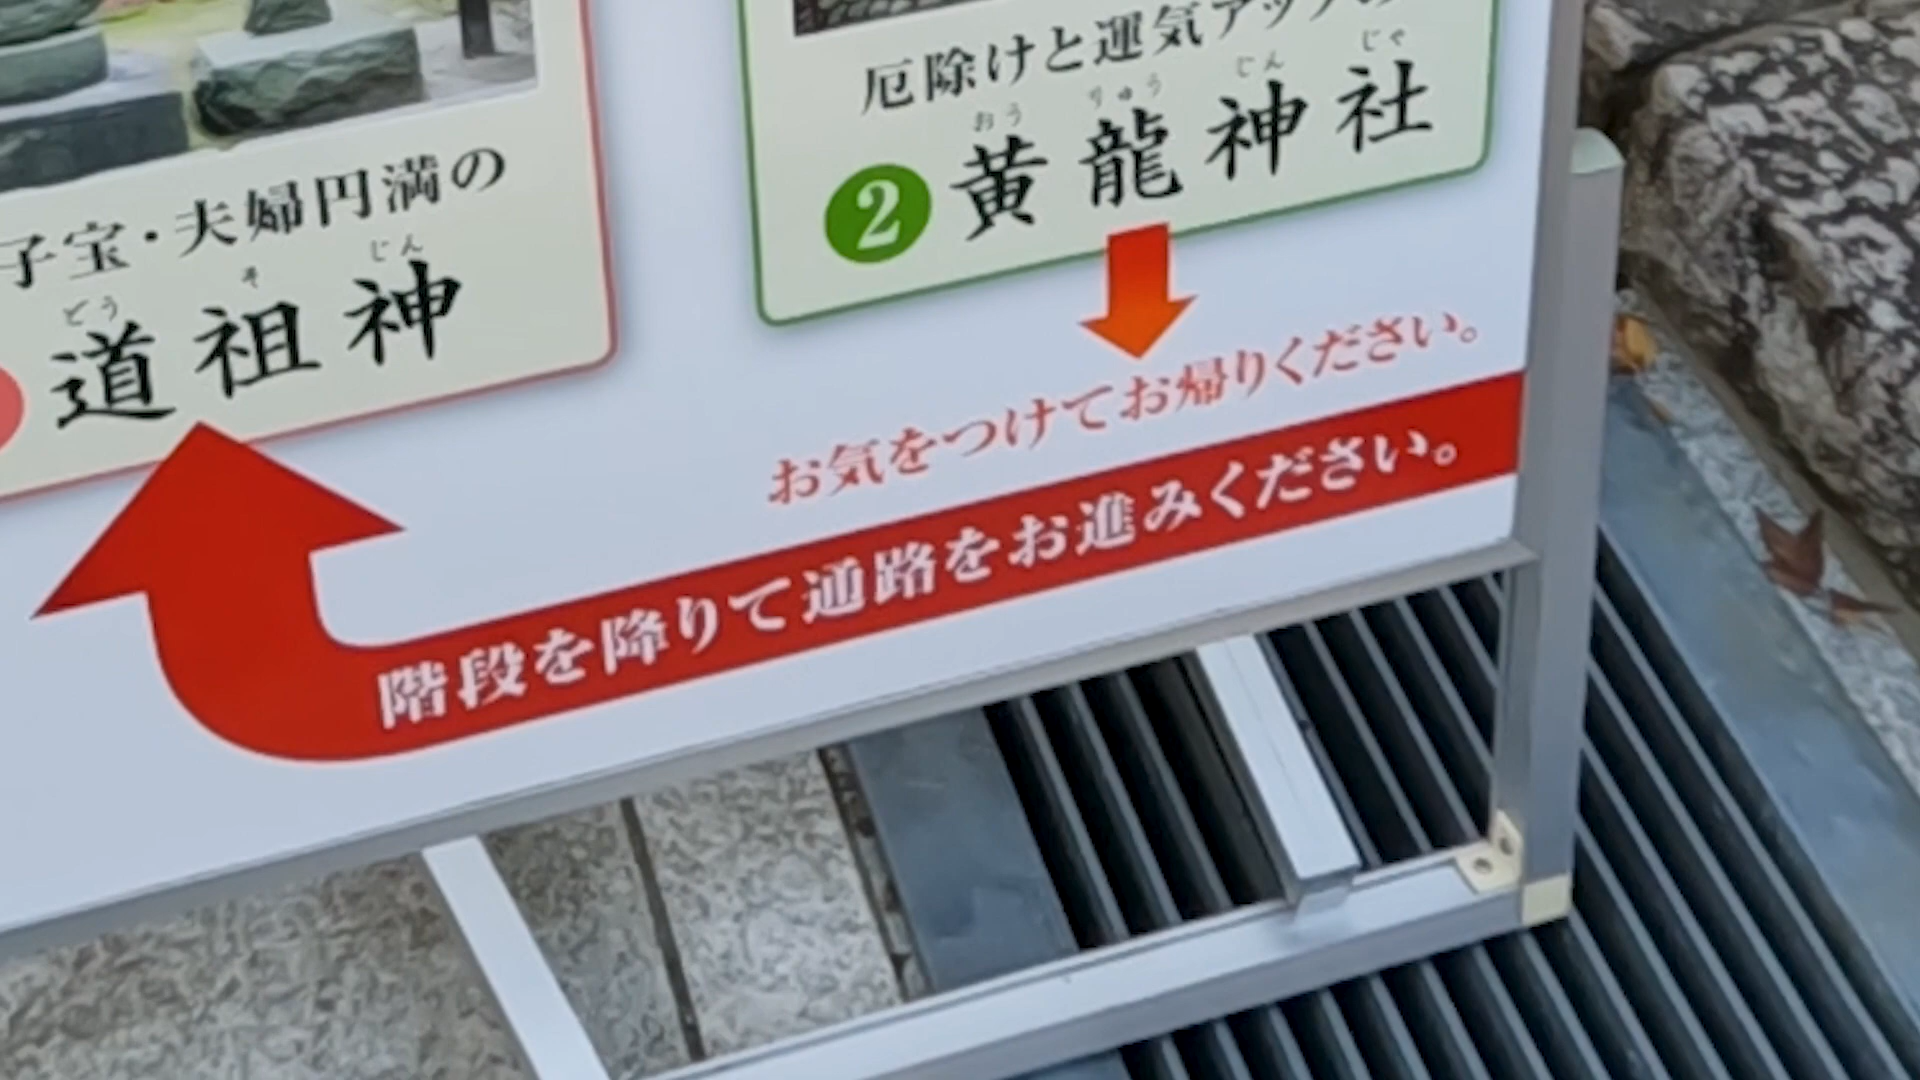 子宝・夫婦円満の
どう そ じん
道祖神
厄除けと運気アップの
おう りゅう じん じゃ
2 黄龍神社
お気をつけてお帰りください。
階段を降りて通路をお進みください。